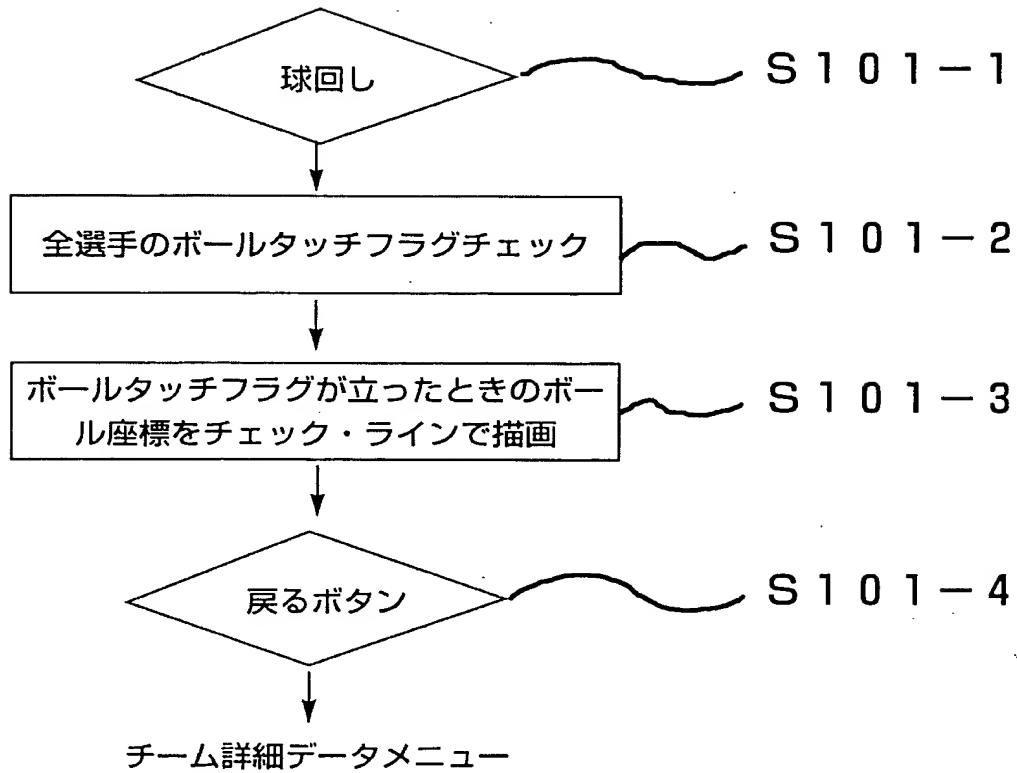 球回し
S101-1
全選手のボールタッチフラグチェック
S101-2
ボールタッチフラグが立ったときのボー
ル座標をチェック・ラインで描画
S101-3
戻るボタン
S101-4
チーム詳細データメニュー